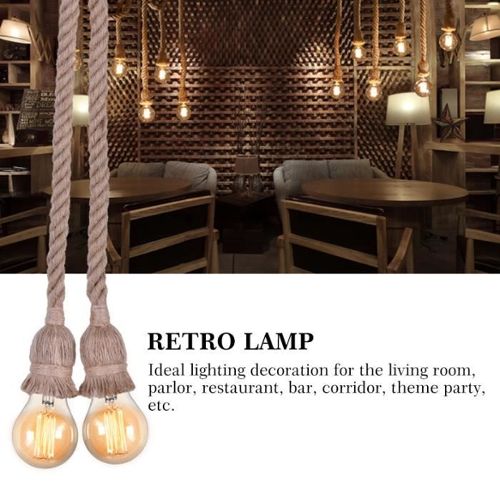 RETRO LAMP
Ideal lighting decoration for the living room,
parlor, restaurant, bar, corridor, theme party,
etc.